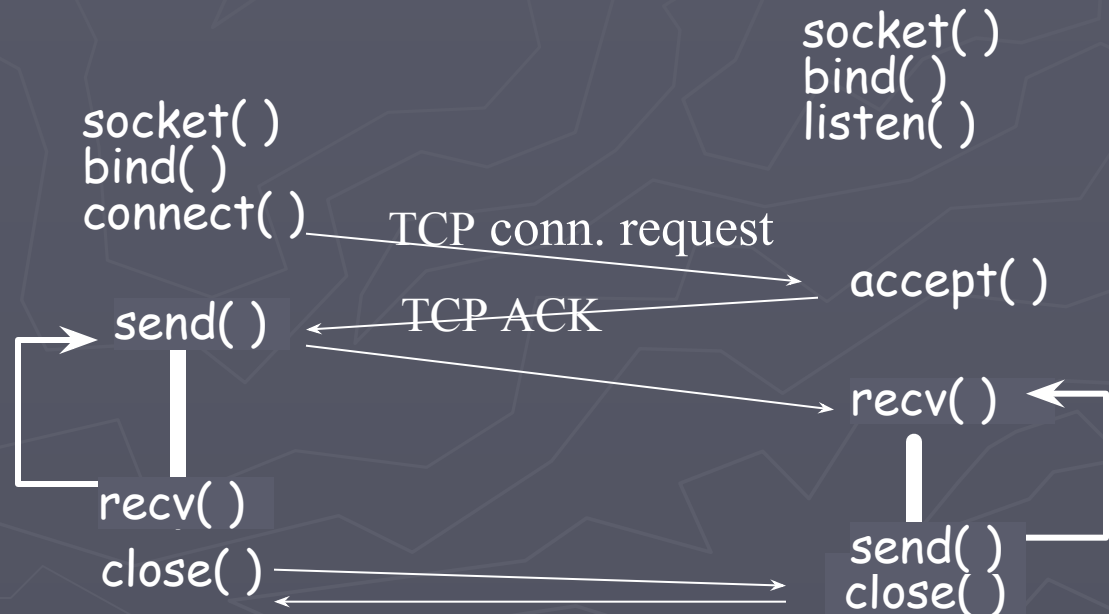 socket( )
bind( )
listen( )
socket( )
bind( )
connect( )
TCP conn. request
accept( )
TCP ACK
send( )
recv( )
recv( )
send( )
close( )
close( )